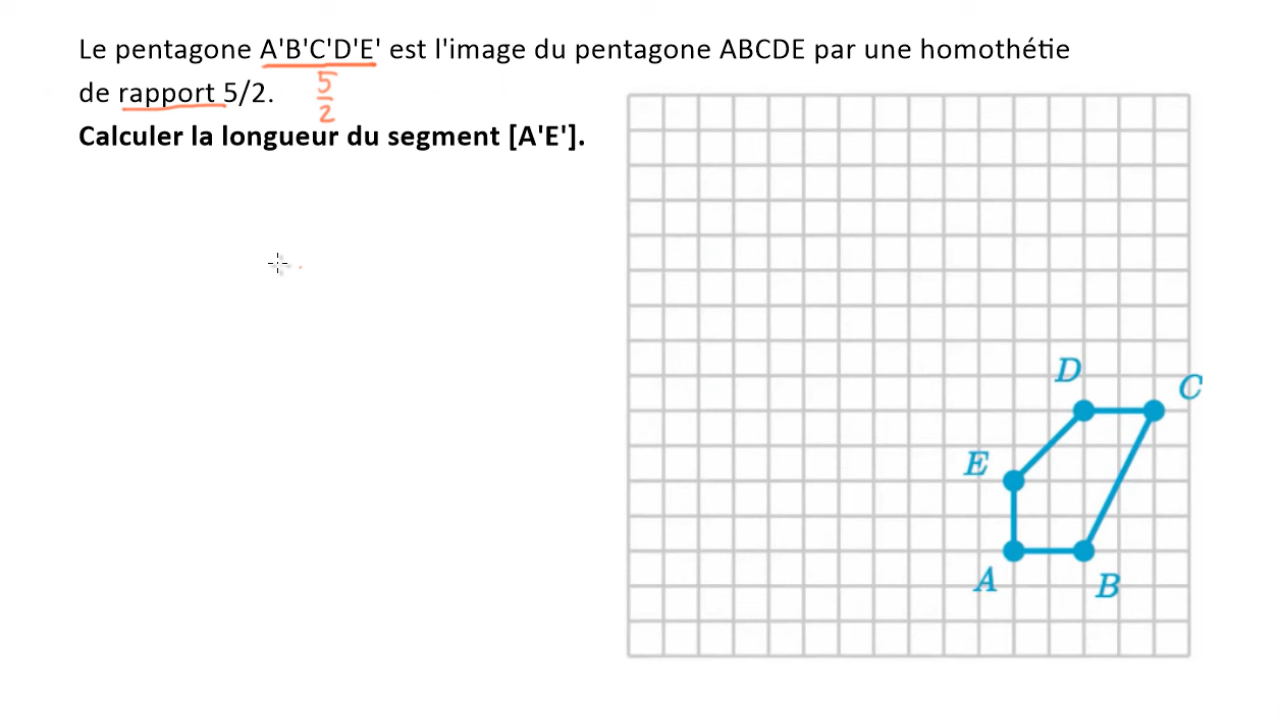 Le pentagone A'B'C'D'E' est l'image du pentagone ABCDE par une homothétie
de rapport 5/2.
5
2
Calculer la longueur du segment [A'E'].
D
C
E
A
B